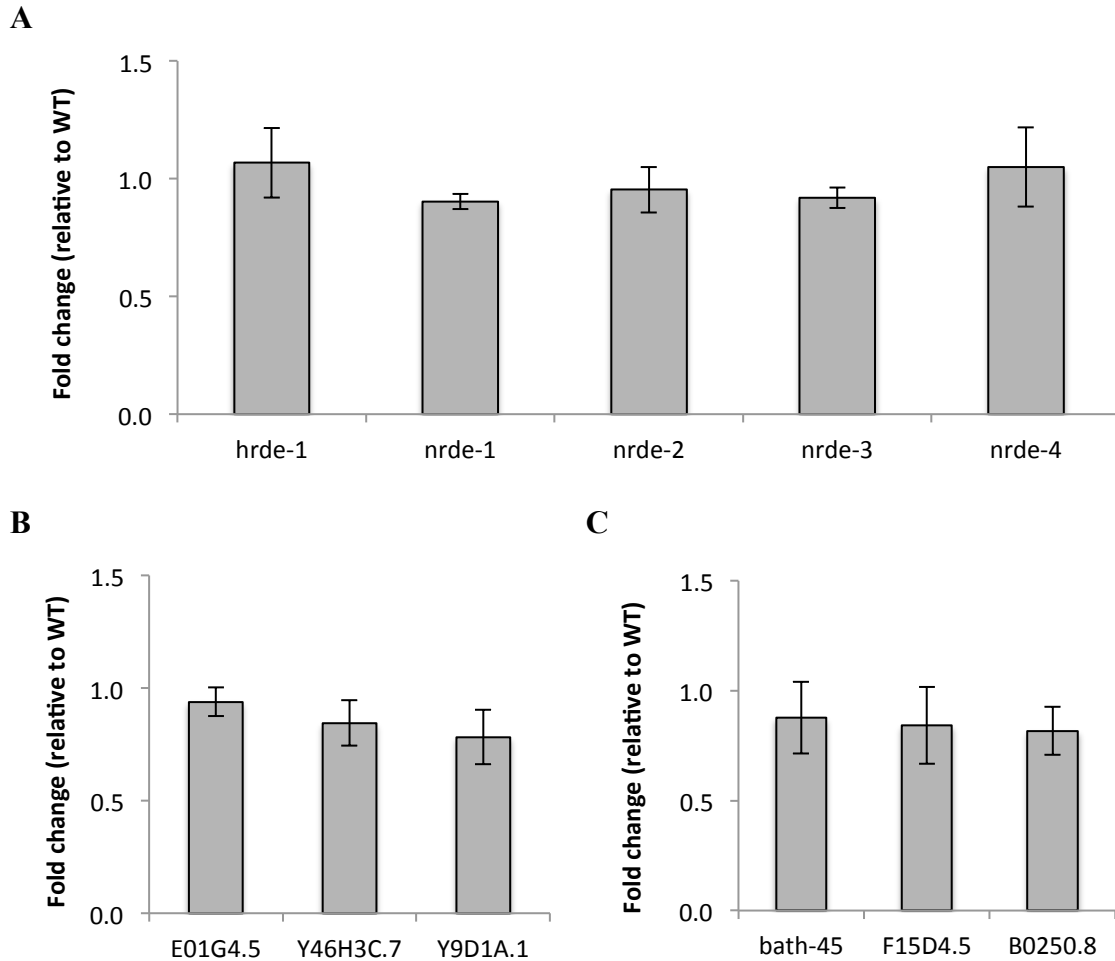 A
Fold change (relative to WT)
1.5
1.0
0.5
0.0
hrde-1 nrde-1 nrde-2 nrde-3 nrde-4
B
Fold change (relative to WT)
1.5
1.0
0.5
0.0
E01G4.5 Y46H3C.7 Y9D1A.1
C
Fold change (relative to WT)
1.5
1.0
0.5
0.0
bath-45 F15D4.5 B0250.8